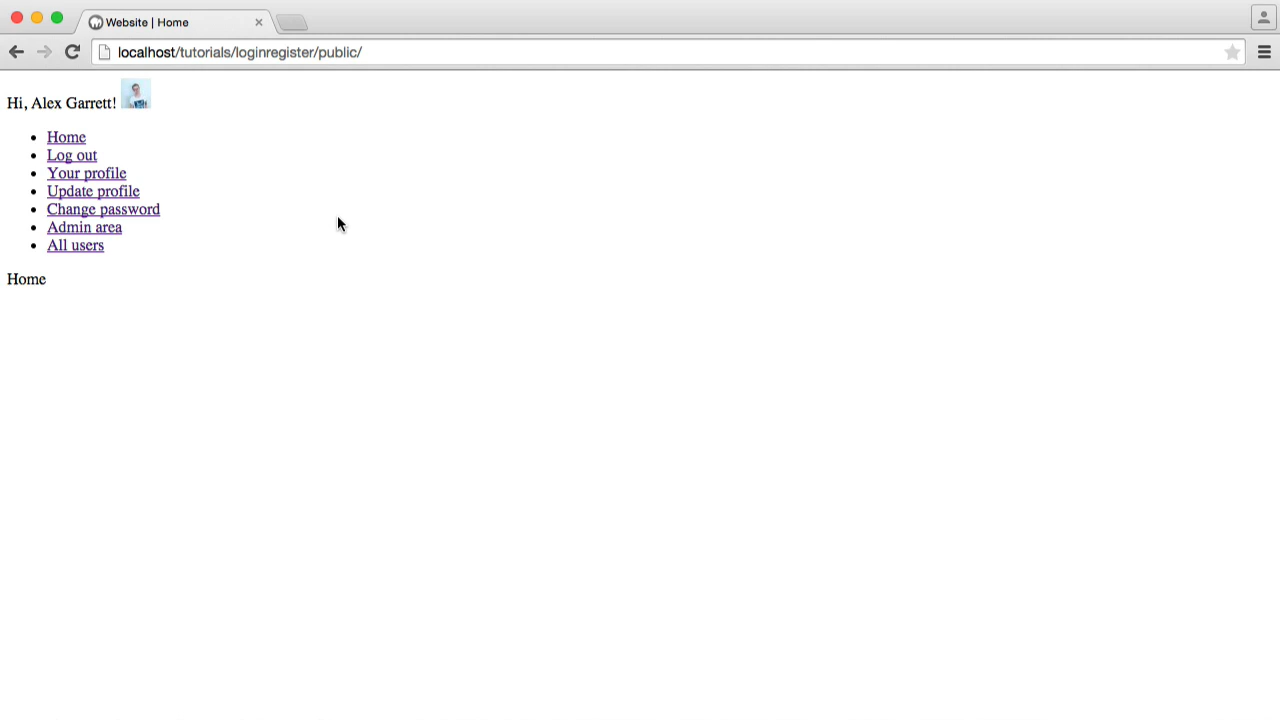 Website | Home
localhost/tutorials/loginregister/public/
Hi, Alex Garrett!
Home
Log out
Your profile
Update profile
Change password
Admin area
All users
Home